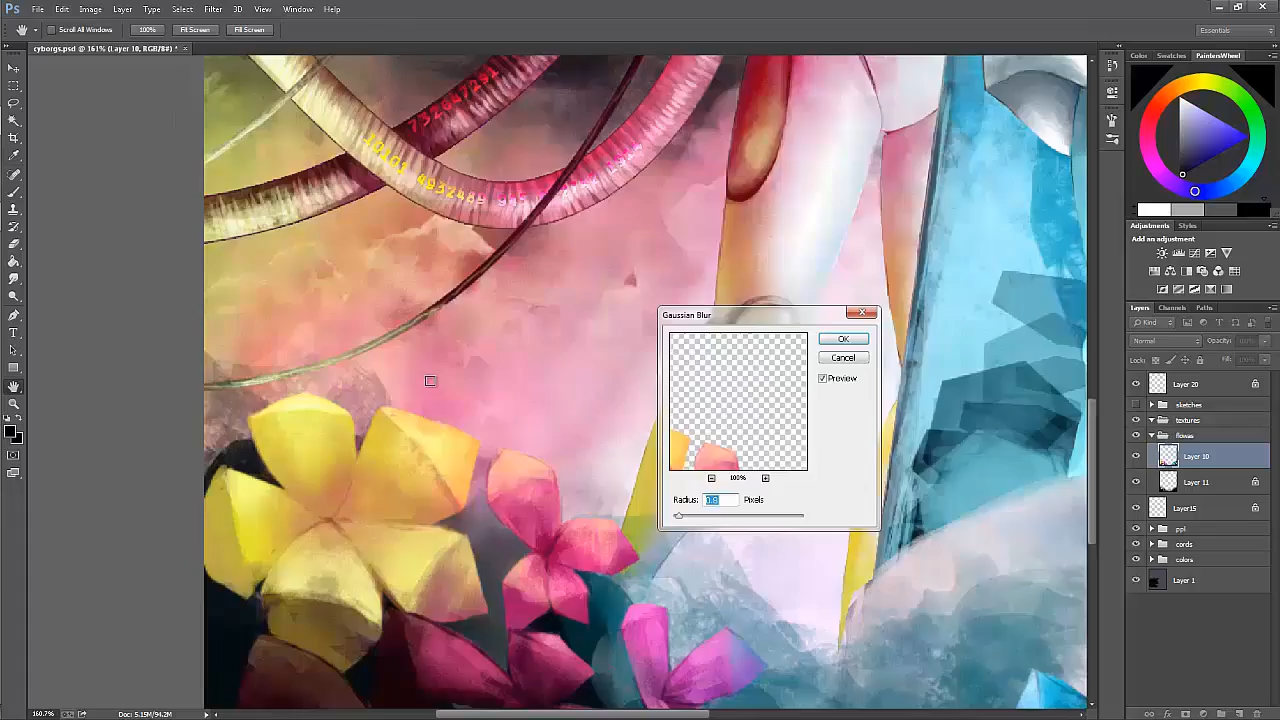 Ps File Edit Image Layer Type Select Filter 3D View Window Help
Scroll All Windows 100% Fit Screen Fill Screen Essentials
cyborgs.psd @ 161% (Layer 10, RGB/8#) * ×
Color Swatches PaintersWheel
Adjustments Styles
Add an adjustment
Layers Channels Paths
Kind
Normal Opacity:
Lock: Fill:
Layer 20
sketches
textures
flowas
Layer 10
Layer 11
Layer15
ppl
cords
colors
Layer 1
Gaussian Blur
OK
Cancel
Preview
100%
Radius: 0.8 Pixels
160.7% Doc: 5.15M/94.2M